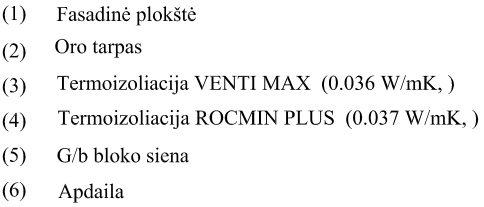 (1) Fasadinė plokštė
(2) Oro tarpas
(3) Termoizoliacija VENTI MAX (0.036 W/mK, )
(4) Termoizoliacija ROCMIN PLUS (0.037 W/mK, )
(5) G/b bloko siena
(6) Apdaila